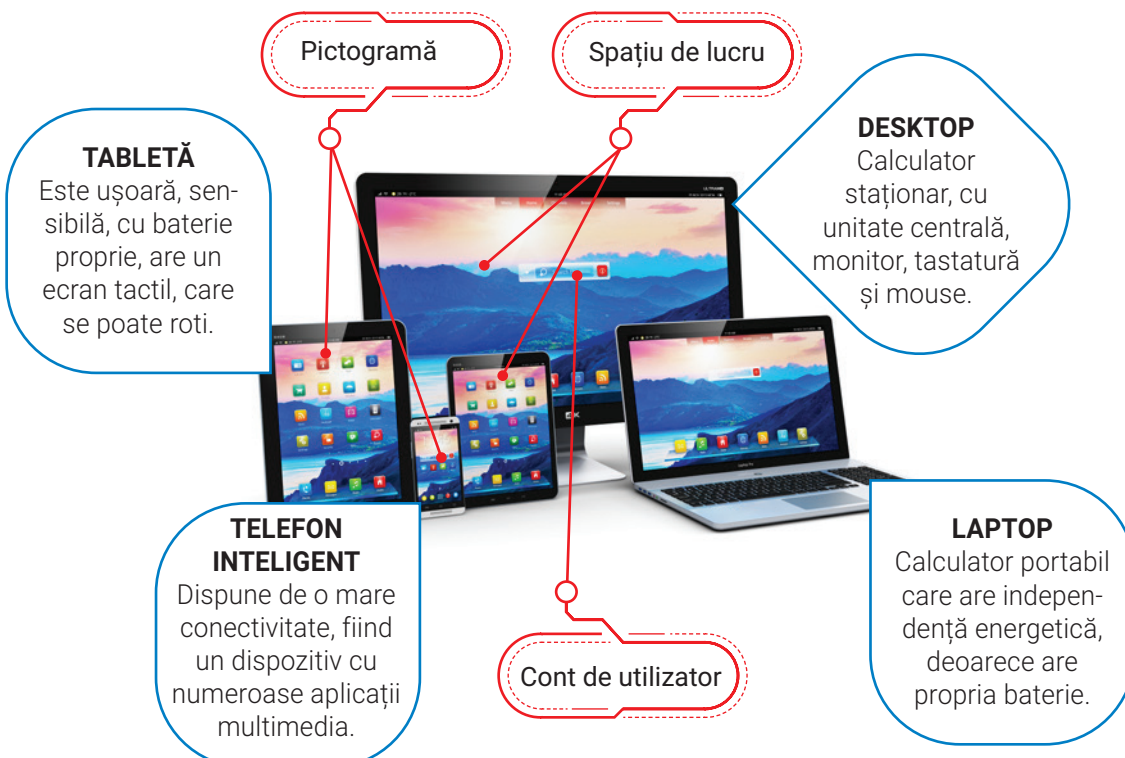 Pictogramă
Spațiu de lucru
TABLETĂ
Este ușoară, sen-
sibilă, cu baterie
proprie, are un
ecran tactil, care
se poate roti.
DESKTOP
Calculator
staționar, cu
unitate centrală,
monitor, tastatură
și mouse.
TELEFON
INTELIGENT
Dispune de o mare
conectivitate, fiind
un dispozitiv cu
numeroase aplicații
multimedia.
Cont de utilizator
LAPTOP
Calculator portabil
care are indepen-
dență energetică,
deoarece are
propria baterie.